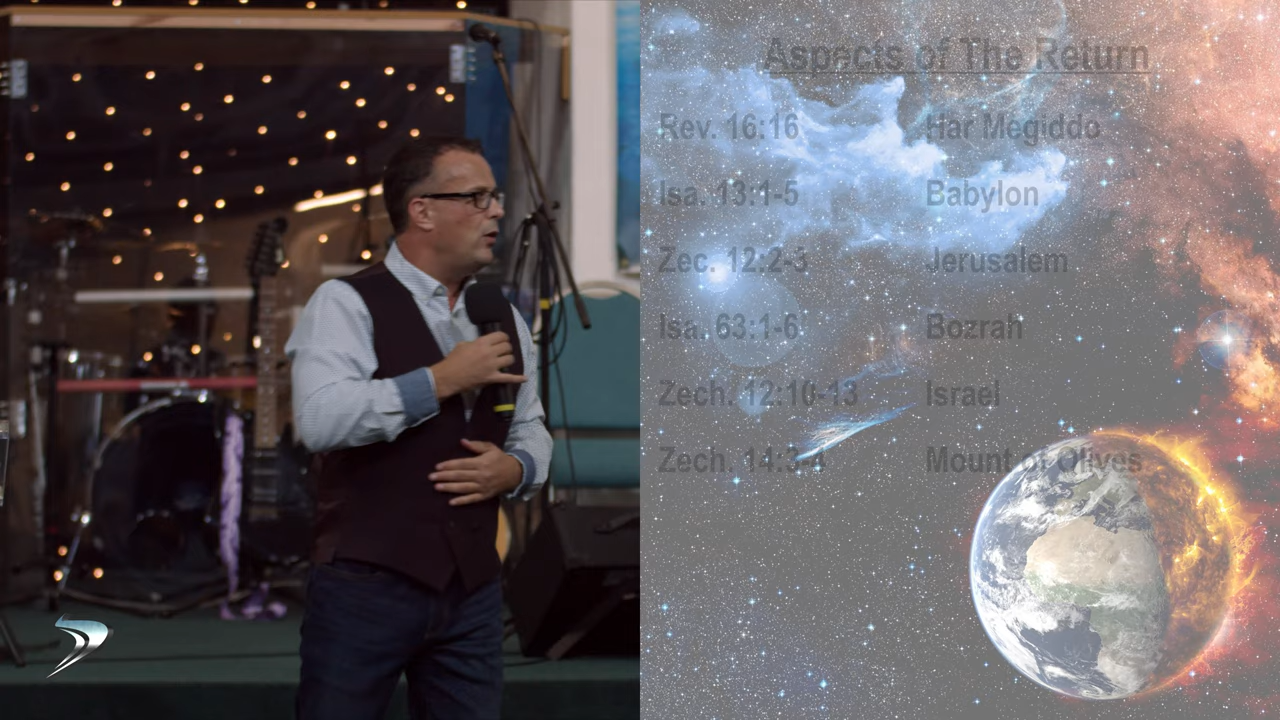 Aspects of The Return
Rev. 16:16 Har Megiddo
Isa. 13:1-5 Babylon
Zec. 12:2-3 Jerusalem
Isa. 63:1-6 Bozrah
Zech. 12:10-13 Israel
Zech. 14:3-4 Mount of Olives